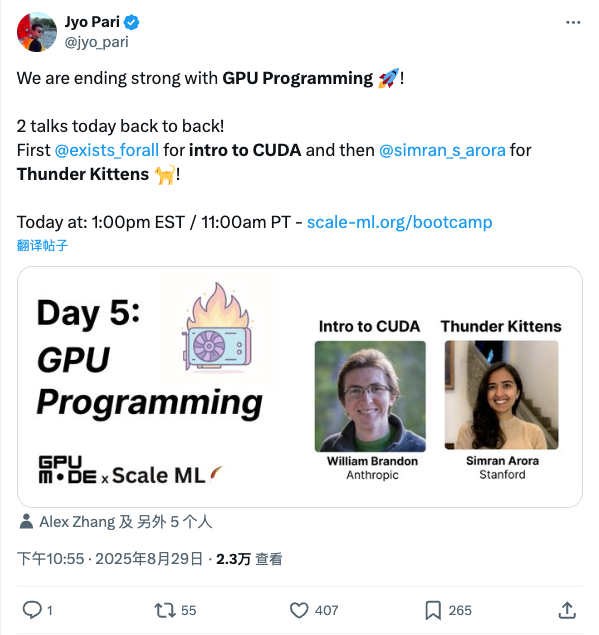 Jyo Pari
@jyo_pari
We are ending strong with GPU Programming 🚀!
2 talks today back to back!
First @exists_forall for intro to CUDA and then @simran_s_arora for
Thunder Kittens 🐈!
Today at: 1:00pm EST / 11:00am PT - scale-ml.org/bootcamp
翻译帖子
Day 5:
GPU
Programming
GPU
MODE x Scale ML
Intro to CUDA
William Brandon
Anthropic
Thunder Kittens
Simran Arora
Stanford
Alex Zhang 及 另外 5 个人
下午10:55 · 2025年8月29日 · 2.3万 查看
1
55
407
265